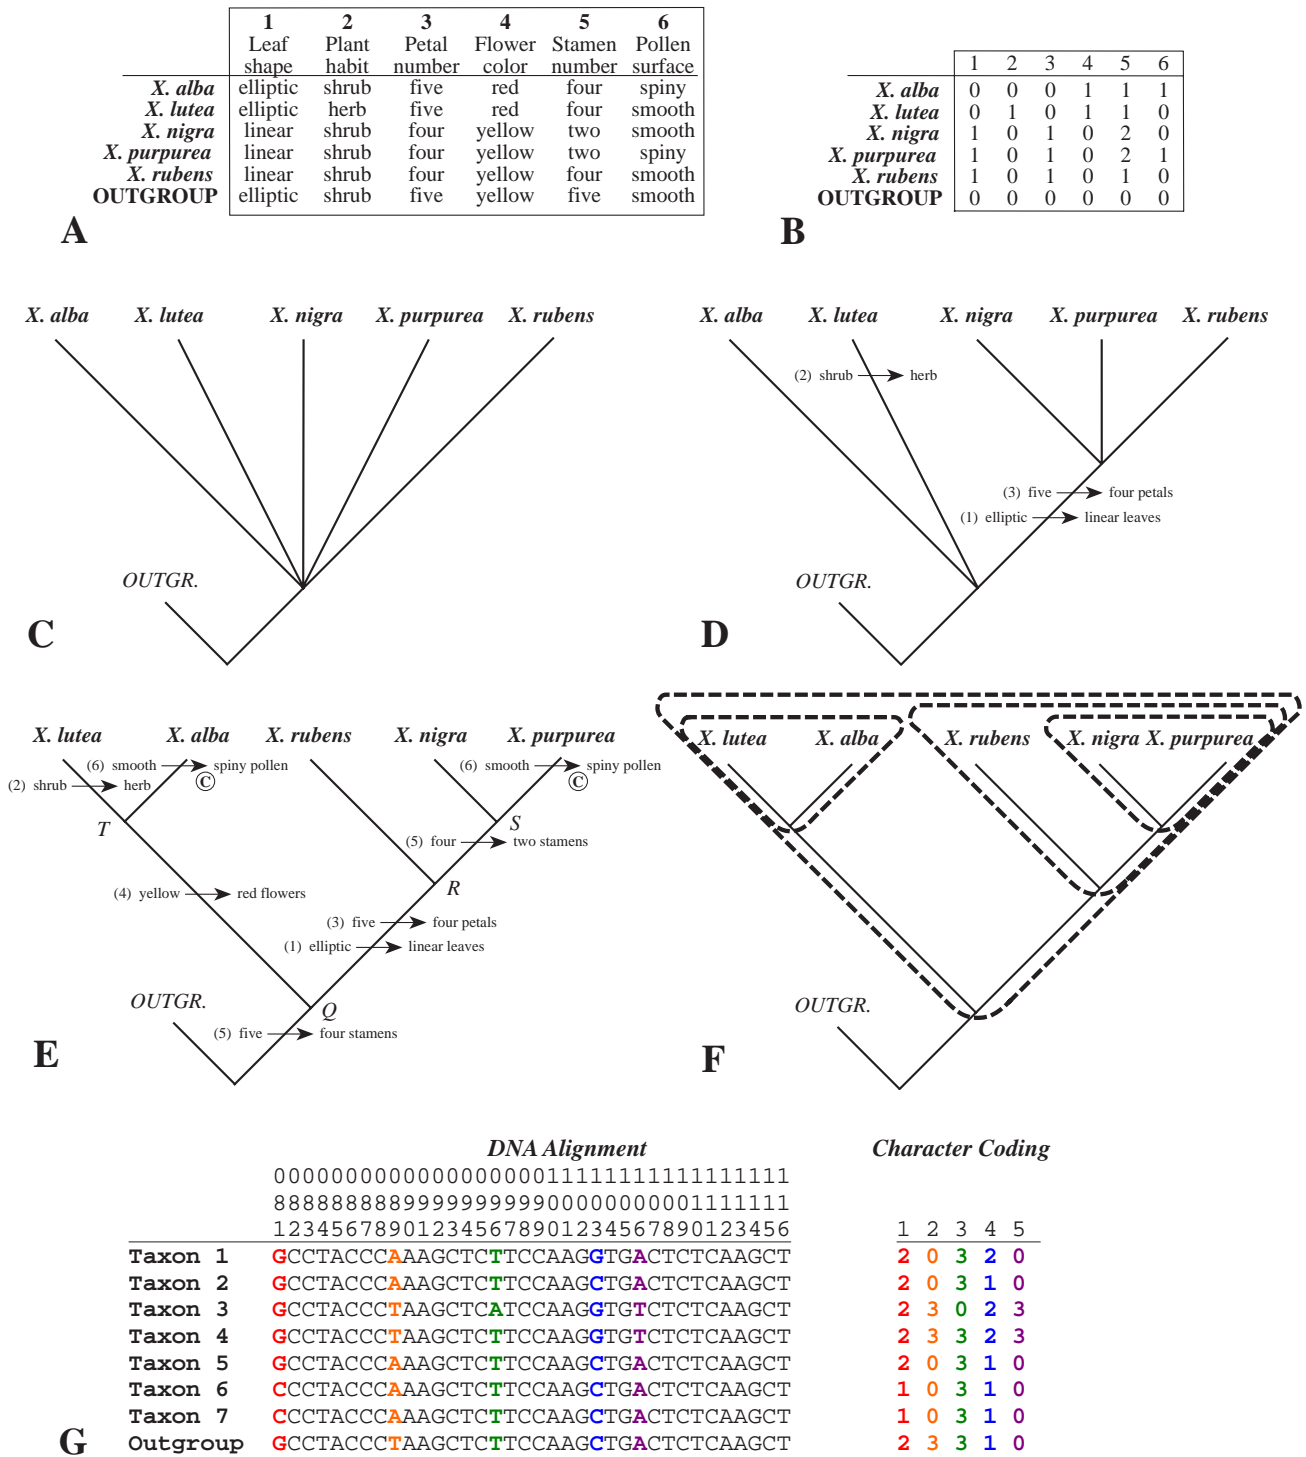 1 2 3 4 5 6
Leaf Plant Petal Flower Stamen Pollen
shape habit number color number surface
X. alba elliptic shrub five red four spiny
X. lutea elliptic herb five red four smooth
X. nigra linear shrub four yellow two smooth
X. purpurea linear shrub four yellow two spiny
X. rubens linear shrub four yellow four smooth
OUTGROUP elliptic shrub five yellow five smooth
A
1 2 3 4 5 6
X. alba 0 0 0 1 1 1
X. lutea 0 1 0 1 1 0
X. nigra 1 0 1 0 2 0
X. purpurea 1 0 1 0 2 1
X. rubens 1 0 1 0 1 0
OUTGROUP 0 0 0 0 0 0
B
X. alba X. lutea X. nigra X. purpurea X. rubens
OUTGR.
C
X. alba X. lutea X. nigra X. purpurea X. rubens
(2) shrub herb
(3) five four petals
(1) elliptic linear leaves
OUTGR.
D
X. lutea X. alba X. rubens X. nigra X. purpurea
(6) smooth spiny pollen (6) smooth spiny pollen
(2) shrub herb C C
T S
(5) four two stamens
(4) yellow red flowers R
(3) five four petals
(1) elliptic linear leaves
OUTGR. Q
(5) five four stamens
E
X. lutea X. alba X. rubens X. nigra X. purpurea
OUTGR.
F
DNA Alignment Character Coding
000000000000000000011111111111111111
888888888999999999900000000001111111
123456789012345678901234567890123456 1 2 3 4 5
Taxon 1 GCCTACCCAAAGCTCTTCCAAGGTGACTCTCAAGCT 2 0 3 2 0
Taxon 2 GCCTACCCAAAGCTCTTCCAAGCTGACTCTCAAGCT 2 0 3 1 0
Taxon 3 GCCTACCCTAAGCTCATCCAAGGTGTCTCTCAAGCT 2 3 0 2 3
Taxon 4 GCCTACCCTAAGCTCTTCCAAGGTGTCTCTCAAGCT 2 3 3 2 3
Taxon 5 GCCTACCCAAAGCTCTTCCAAGCTGACTCTCAAGCT 2 0 3 1 0
Taxon 6 CCCTACCCAAAGCTCTTCCAAGCTGACTCTCAAGCT 1 0 3 1 0
Taxon 7 CCCTACCCAAAGCTCTTCCAAGCTGACTCTCAAGCT 1 0 3 1 0
Outgroup GCCTACCCTAAGCTCTTCCAAGCTGACTCTCAAGCT 2 3 3 1 0
G